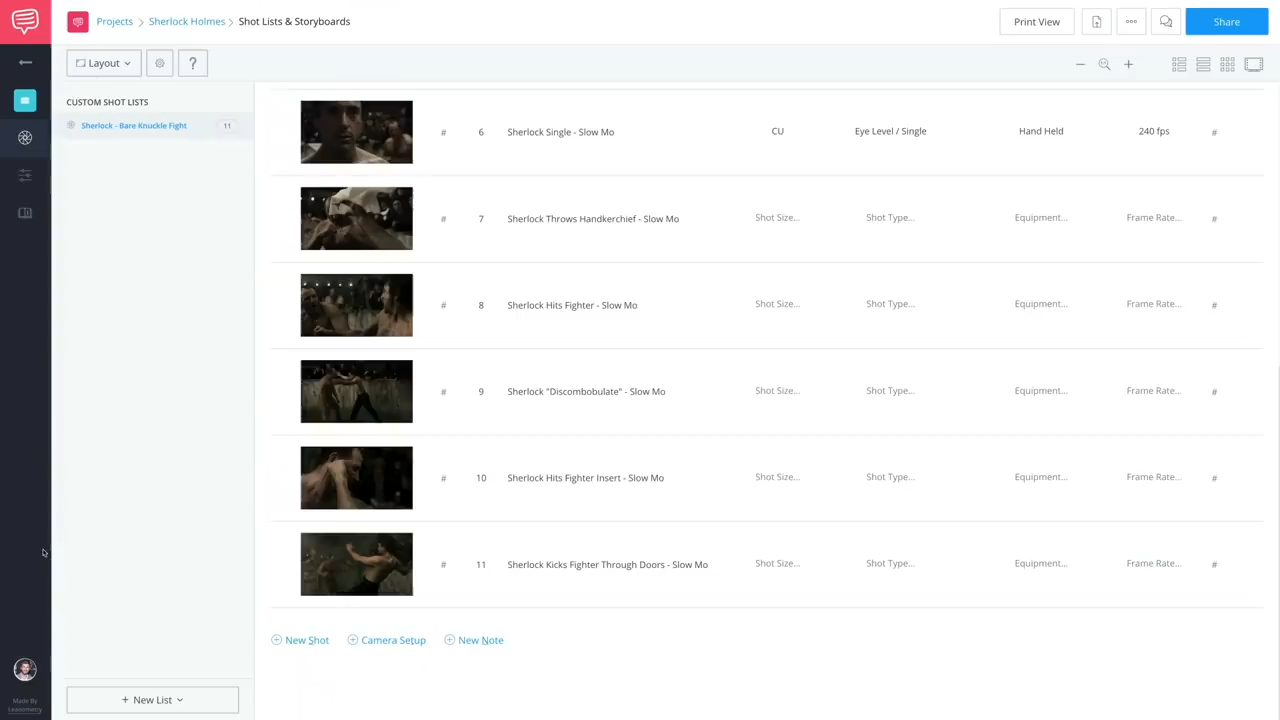 Projects > Sherlock Holmes > Shot Lists & Storyboards
Print View
Share
Layout
?
CUSTOM SHOT LISTS
Sherlock - Bare Knuckle Fight 11
# 6 Sherlock Single - Slow Mo CU Eye Level / Single Hand Held 240 fps #
# 7 Sherlock Throws Handkerchief - Slow Mo Shot Size... Shot Type... Equipment... Frame Rate... #
# 8 Sherlock Hits Fighter - Slow Mo Shot Size... Shot Type... Equipment... Frame Rate... #
# 9 Sherlock "Discombobulate" - Slow Mo Shot Size... Shot Type... Equipment... Frame Rate... #
# 10 Sherlock Hits Fighter Insert - Slow Mo Shot Size... Shot Type... Equipment... Frame Rate... #
# 11 Sherlock Kicks Fighter Through Doors - Slow Mo Shot Size... Shot Type... Equipment... Frame Rate... #
New Shot Camera Setup New Note
+ New List
Made By
Leanometry